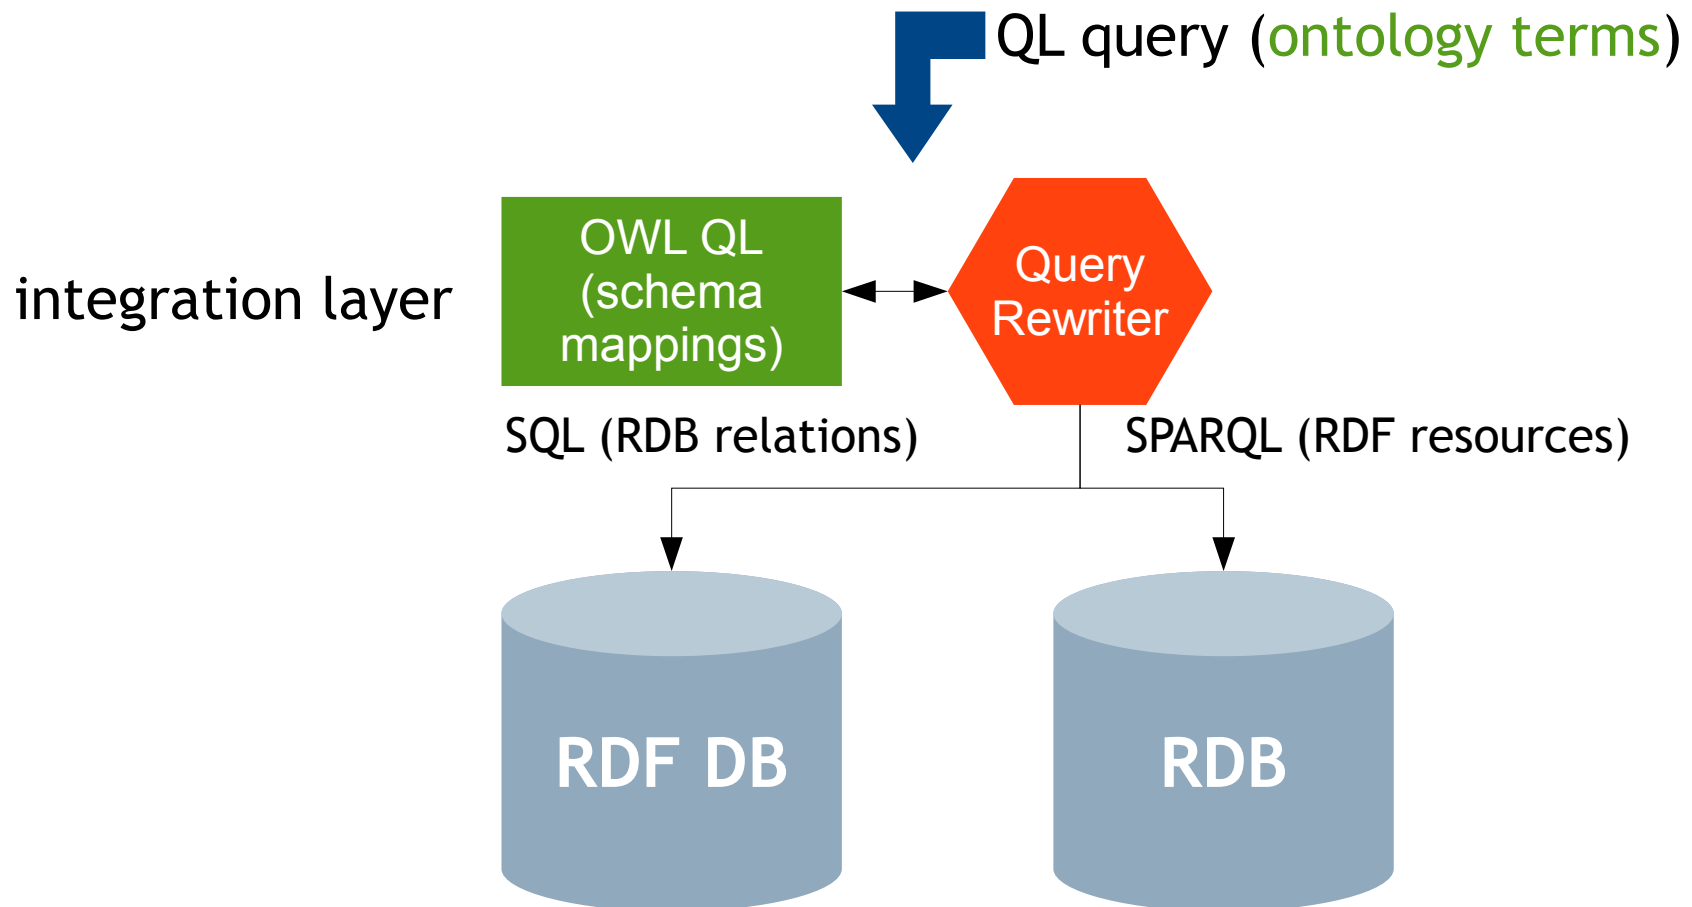 QL query (ontology terms)
OWL QL
(schema
mappings)
Query
Rewriter
integration layer
SQL (RDB relations)
SPARQL (RDF resources)
RDF DB
RDB